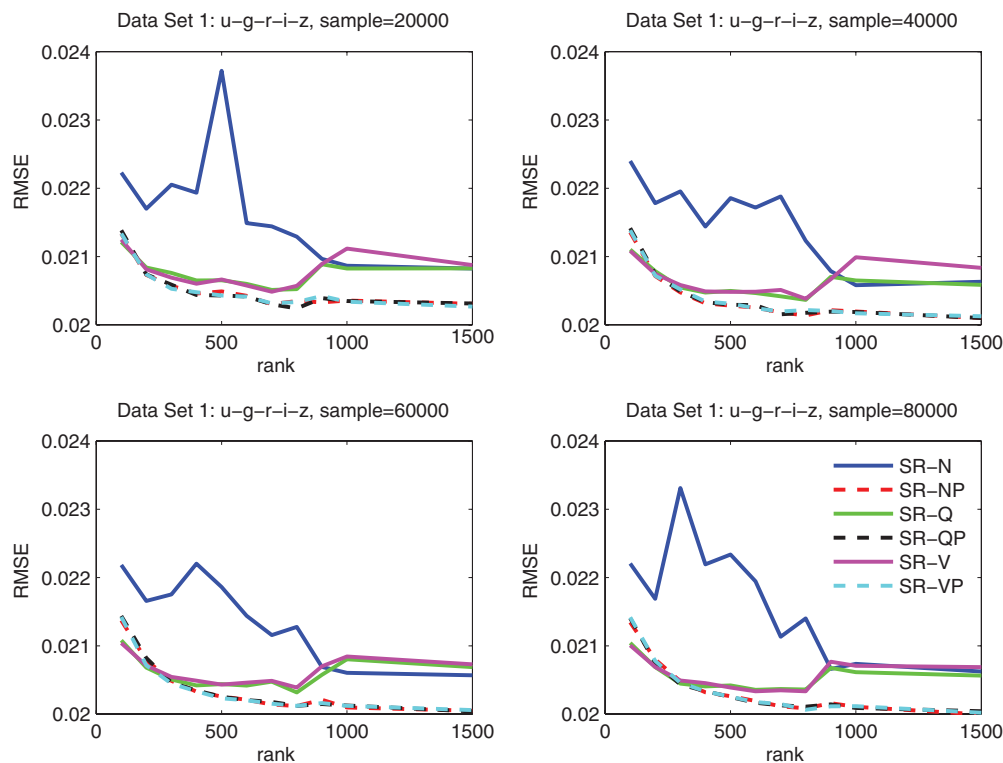 Data Set 1: u−g−r−i−z, sample=20000
0.024
0.023
0.022
0.021
0.02
RMSE
0
500
1000
1500
rank
Data Set 1: u−g−r−i−z, sample=40000
0.024
0.023
0.022
0.021
0.02
RMSE
0
500
1000
1500
rank
Data Set 1: u−g−r−i−z, sample=60000
0.024
0.023
0.022
0.021
0.02
RMSE
0
500
1000
1500
rank
Data Set 1: u−g−r−i−z, sample=80000
0.024
0.023
0.022
0.021
0.02
RMSE
0
500
1000
1500
rank
SR−N
SR−NP
SR−Q
SR−QP
SR−V
SR−VP